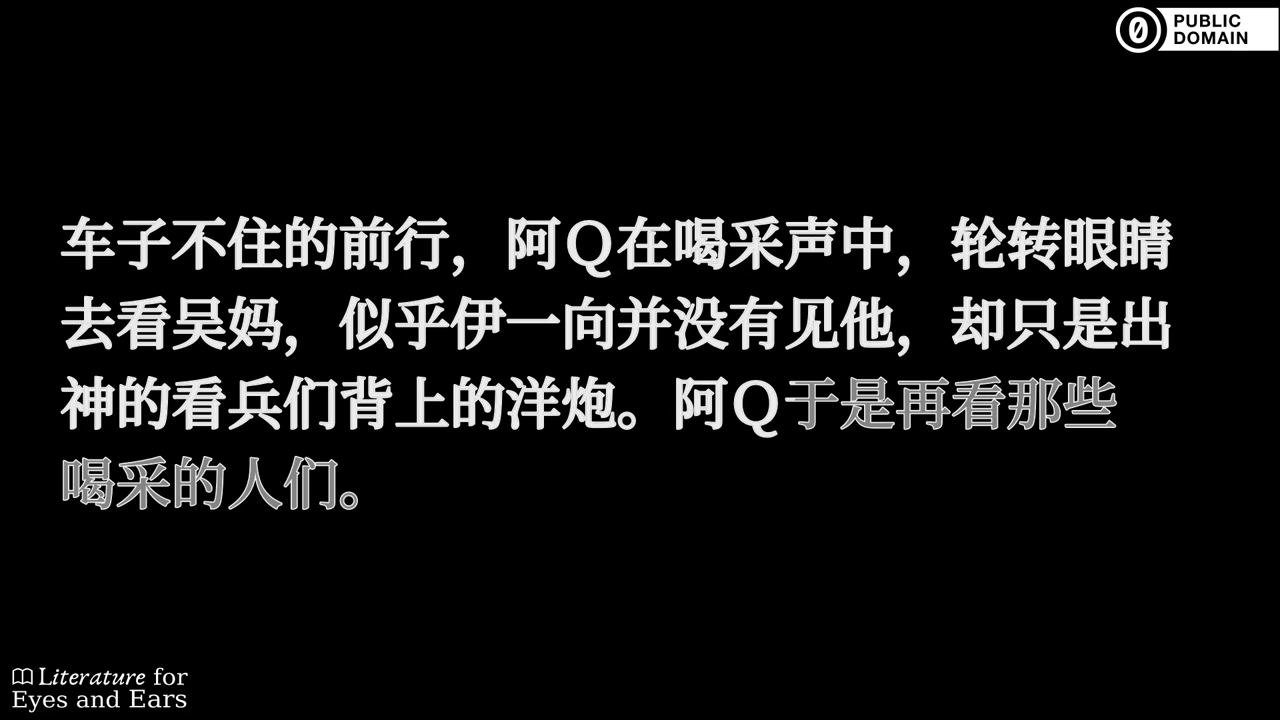 PUBLIC
DOMAIN
车子不住的前行，阿Q在喝采声中，轮转眼睛
去看吴妈，似乎伊一向并没有见他，却只是出
神的看兵们背上的洋炮。阿Q于是再看那些
喝采的人们。
Literature for
Eyes and Ears